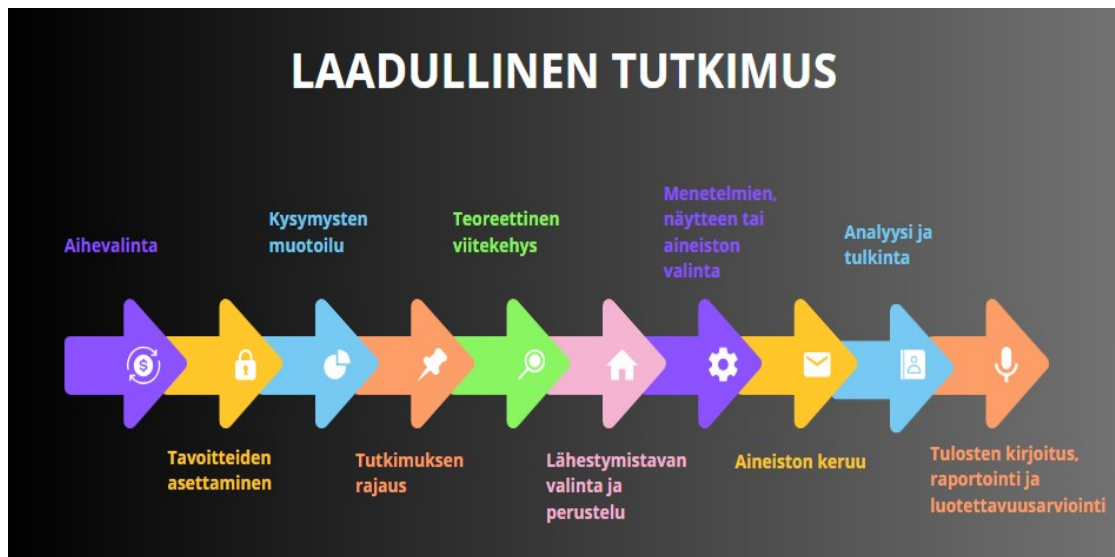 LAADULLINEN TUTKIMUS
Aihevalinta
Tavoitteiden
asettaminen
Kysymysten
muotoilu
Tutkimuksen
rajaus
Teoreettinen
viitekehys
Lähestymistavan
valinta ja
perustelu
Menetelmien,
näytteen tai
aineiston
valinta
Aineiston keruu
Analyysi ja
tulkinta
Tulosten kirjoitus,
raportointi ja
luotettavuusarviointi